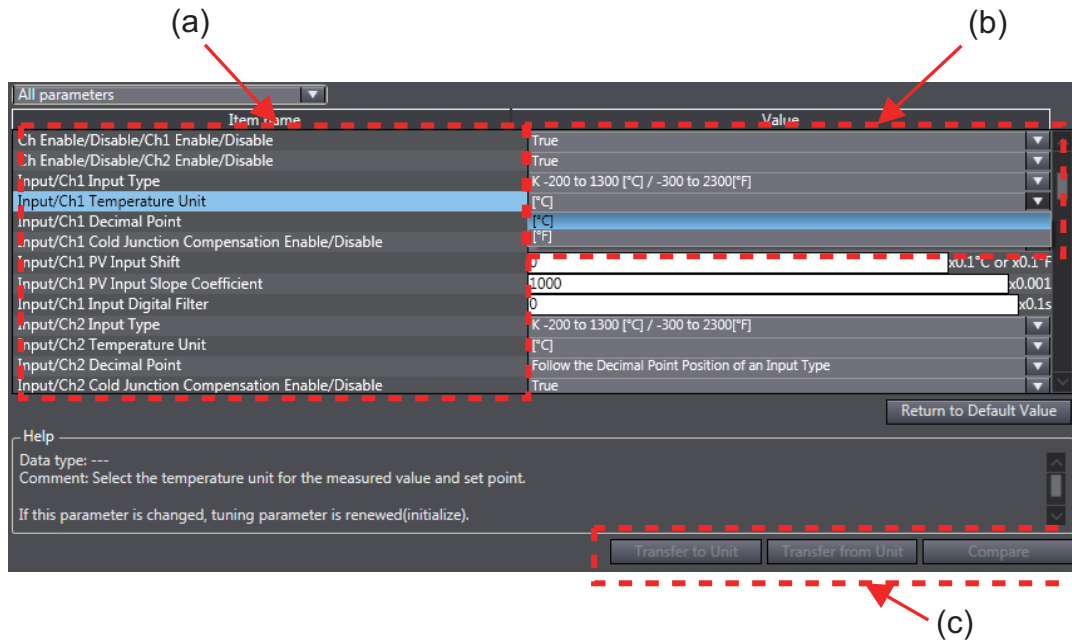 (a)
(b)
All parameters
Item name Value
Ch Enable/Disable/Ch1 Enable/Disable True
Ch Enable/Disable/Ch2 Enable/Disable True
Input/Ch1 Input Type K -200 to 1300 [°C] / -300 to 2300[°F]
Input/Ch1 Temperature Unit [°C]
Input/Ch1 Decimal Point [°C]
Input/Ch1 Cold Junction Compensation Enable/Disable [°F]
Input/Ch1 PV Input Shift 0 x0.1°C or x0.1°F
Input/Ch1 PV Input Slope Coefficient 1000 x0.001
Input/Ch1 Input Digital Filter 0 x0.1s
Input/Ch2 Input Type K -200 to 1300 [°C] / -300 to 2300[°F]
Input/Ch2 Temperature Unit [°C]
Input/Ch2 Decimal Point Follow the Decimal Point Position of an Input Type
Input/Ch2 Cold Junction Compensation Enable/Disable True
Return to Default Value
Help
Data type: ---
Comment: Select the temperature unit for the measured value and set point.
If this parameter is changed, tuning parameter is renewed(initialize).
Transfer to Unit Transfer from Unit Compare
(c)